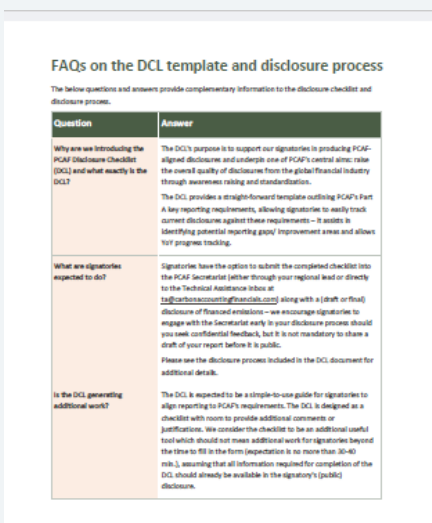 FAQs on the DCL template and disclosure process
The below questions and answers provide complementary information to the disclosure checklist and
disclosure process.
Question
Answer
Why are we introducing the
PCAF Disclosure Checklist
(DCL) and what exactly is the
DCL?
The DCL's purpose is to support our signatories in producing PCAF-
aligned disclosures and underpin one of PCAF's central aims: raise
the overall quality of disclosures from the global financial industry
through awareness raising and standardization.
The DCL provides a straight-forward template outlining PCAF's Part
A key reporting requirements, allowing signatories to easily track
current disclosures against these requirements – it assists in
identifying potential reporting gaps/ improvement areas and allows
YoY progress tracking.
What are signatories
expected to do?
Signatories have the option to submit the completed checklist into
the PCAF Secretariat (either through your regional lead or directly
to the Technical Assistance inbox at
ta@carbonaccountingfinancials.com) along with a (draft or final)
disclosure of financed emissions – we encourage signatories to
engage with the Secretariat early in your disclosure process should
you seek confidential feedback, but it is not mandatory to share a
draft of your report before it is public.
Please see the disclosure process included in the DCL document for
additional details.
Is the DCL generating
additional work?
The DCL is expected to be a simple-to-use guide for signatories to
align reporting to PCAF's requirements. The DCL is designed as a
checklist with room to provide additional comments or
justifications. We consider the checklist to be an additional useful
tool which should not mean additional work for signatories beyond
the time to fill in the form (expectation is no more than 30-40
min.), assuming that all information required for completion of the
DCL should already be available in the signatory's (public)
disclosure.